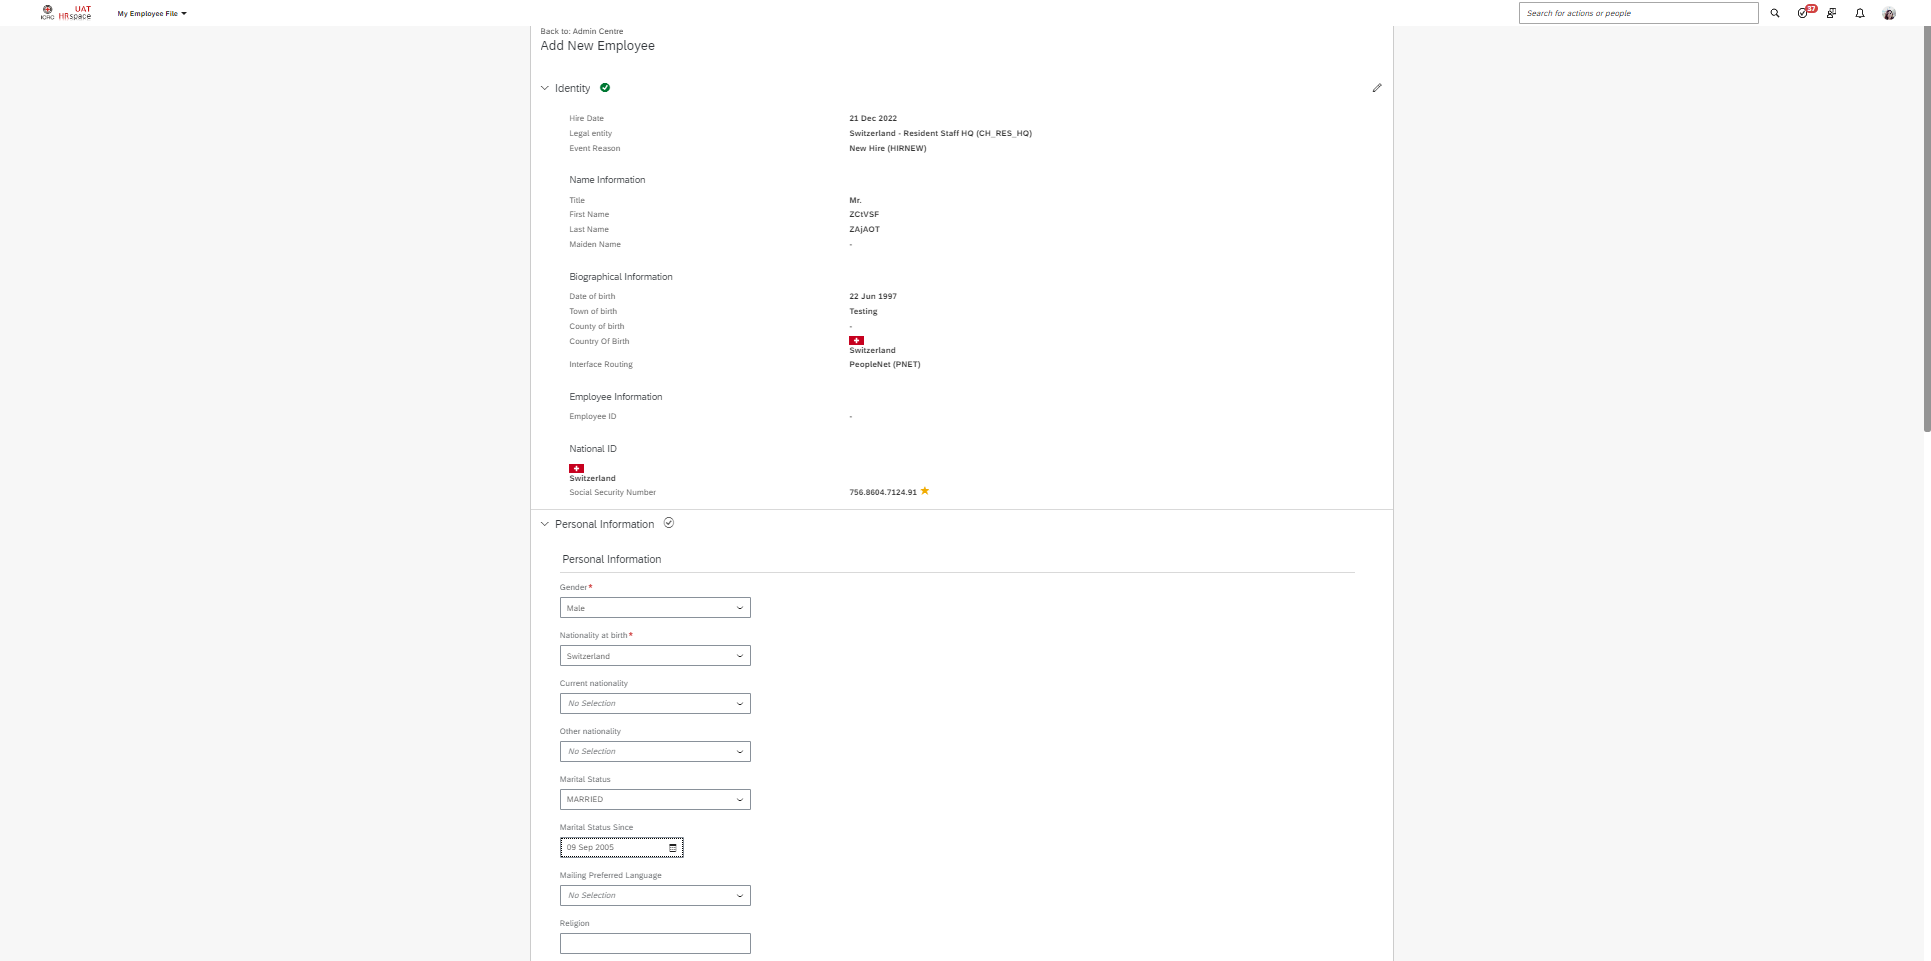 ICRC
UAT
HRspace
My Employee File
Search for actions or people
37
Back to: Admin Centre
Add New Employee
Identity
Hire Date
21 Dec 2022
Legal entity
Switzerland - Resident Staff HQ (CH_RES_HQ)
Event Reason
New Hire (HIRNEW)
Name Information
Title
Mr.
First Name
ZCtVSF
Last Name
ZAjAOT
Maiden Name
-
Biographical Information
Date of birth
22 Jun 1997
Town of birth
Testing
County of birth
-
Country Of Birth
Switzerland
Interface Routing
PeopleNet (PNET)
Employee Information
Employee ID
-
National ID
Switzerland
Social Security Number
756.8604.7124.91
Personal Information
Personal Information
Gender*
Male
Nationality at birth*
Switzerland
Current nationality
No Selection
Other nationality
No Selection
Marital Status
MARRIED
Marital Status Since
09 Sep 2005
Mailing Preferred Language
No Selection
Religion